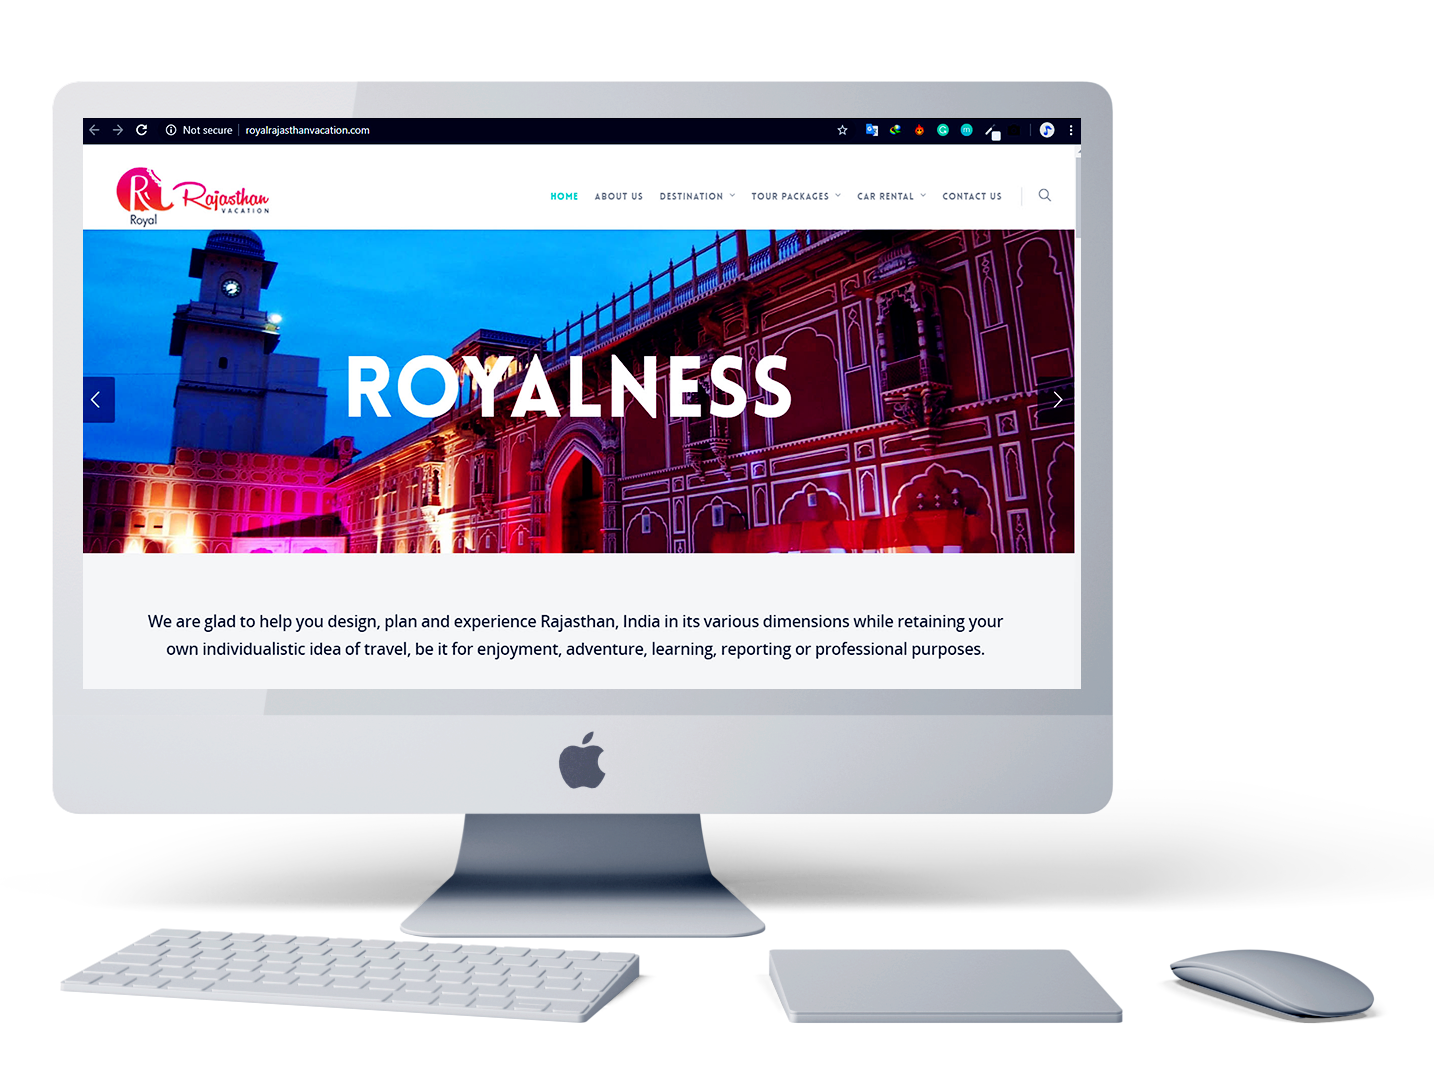 Not secure royalrajasthanvacation.com
Royal
Rajasthan
VACATION
HOME ABOUT US DESTINATION TOUR PACKAGES CAR RENTAL CONTACT US
ROYALNESS
We are glad to help you design, plan and experience Rajasthan, India in its various dimensions while retaining your
own individualistic idea of travel, be it for enjoyment, adventure, learning, reporting or professional purposes.